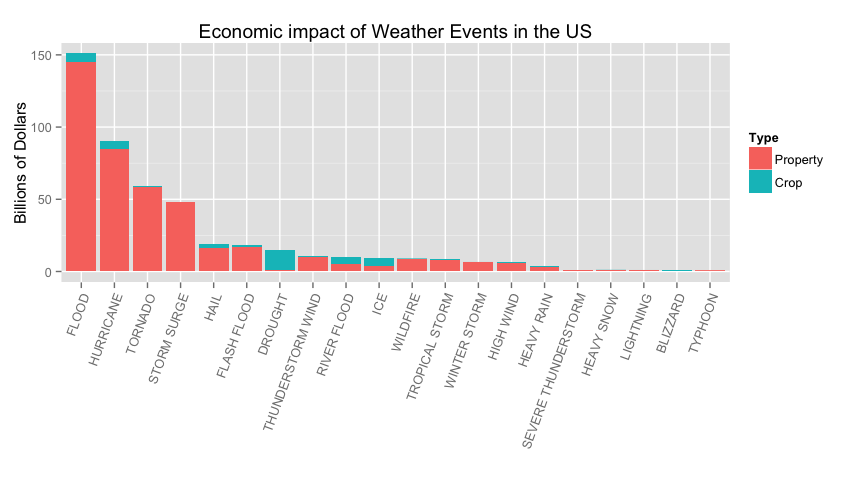 Economic impact of Weather Events in the US
Billions of Dollars
150
100
50
0
FLOOD
HURRICANE
TORNADO
STORM SURGE
HAIL
FLASH FLOOD
DROUGHT
THUNDERSTORM WIND
RIVER FLOOD
ICE
WILDFIRE
TROPICAL STORM
WINTER STORM
HIGH WIND
HEAVY RAIN
SEVERE THUNDERSTORM
HEAVY SNOW
LIGHTNING
BLIZZARD
TYPHOON
Type
Property
Crop